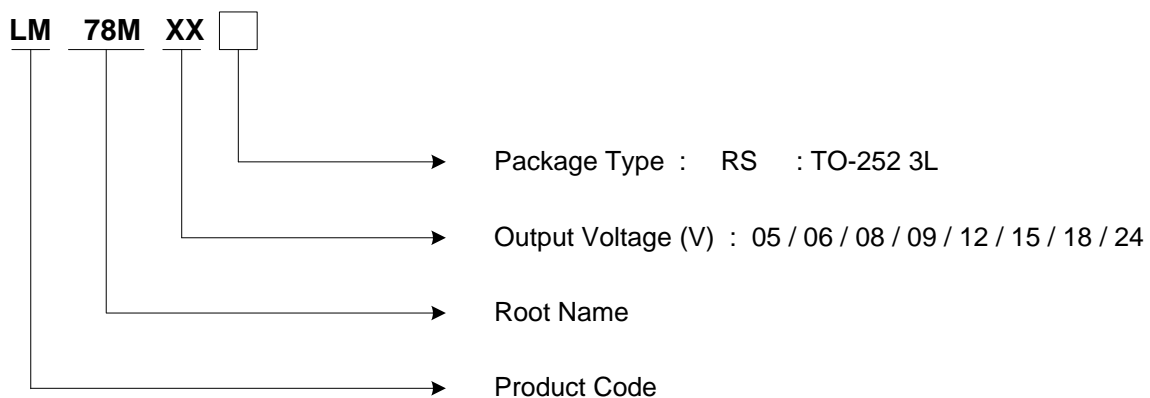 LM 78M XX
Package Type : RS : TO-252 3L
Output Voltage (V) : 05 / 06 / 08 / 09 / 12 / 15 / 18 / 24
Root Name
Product Code